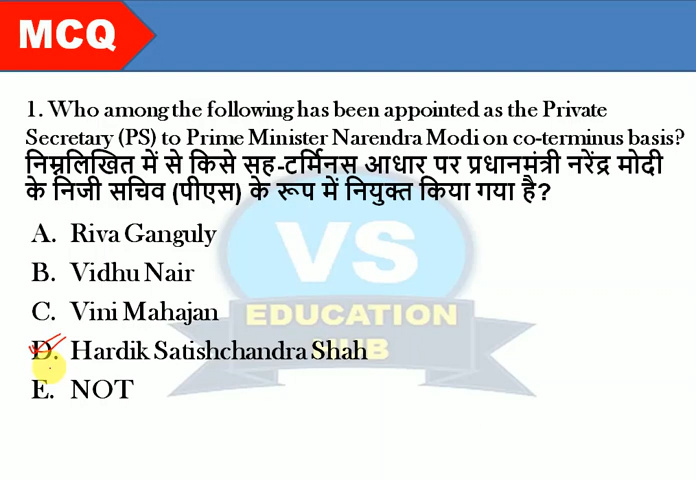 MCQ
1. Who among the following has been appointed as the Private
Secretary (PS) to Prime Minister Narendra Modi on co-terminus basis?
निम्नलिखित में से किसे सह-टर्मिनस आधार पर प्रधानमंत्री नरेंद्र मोदी
के निजी सचिव (पीएस) के रूप में नियुक्त किया गया है?
A. Riva Ganguly
B. Vidhu Nair
C. Vini Mahajan
D. Hardik Satishchandra Shah
E. NOT
VS
EDUCATION
HUB